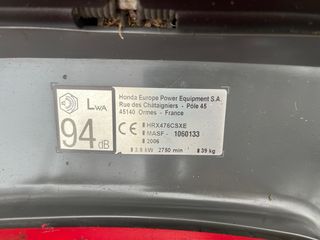 LWA
94 dB
Honda Europe Power Equipment S.A.
Rue des Châtaigniers - Pôle 45
45140 Ormes - France
CE HRX476CSXE
MASF - 1060133
2006
3.8 kW 2750 min 39 kg